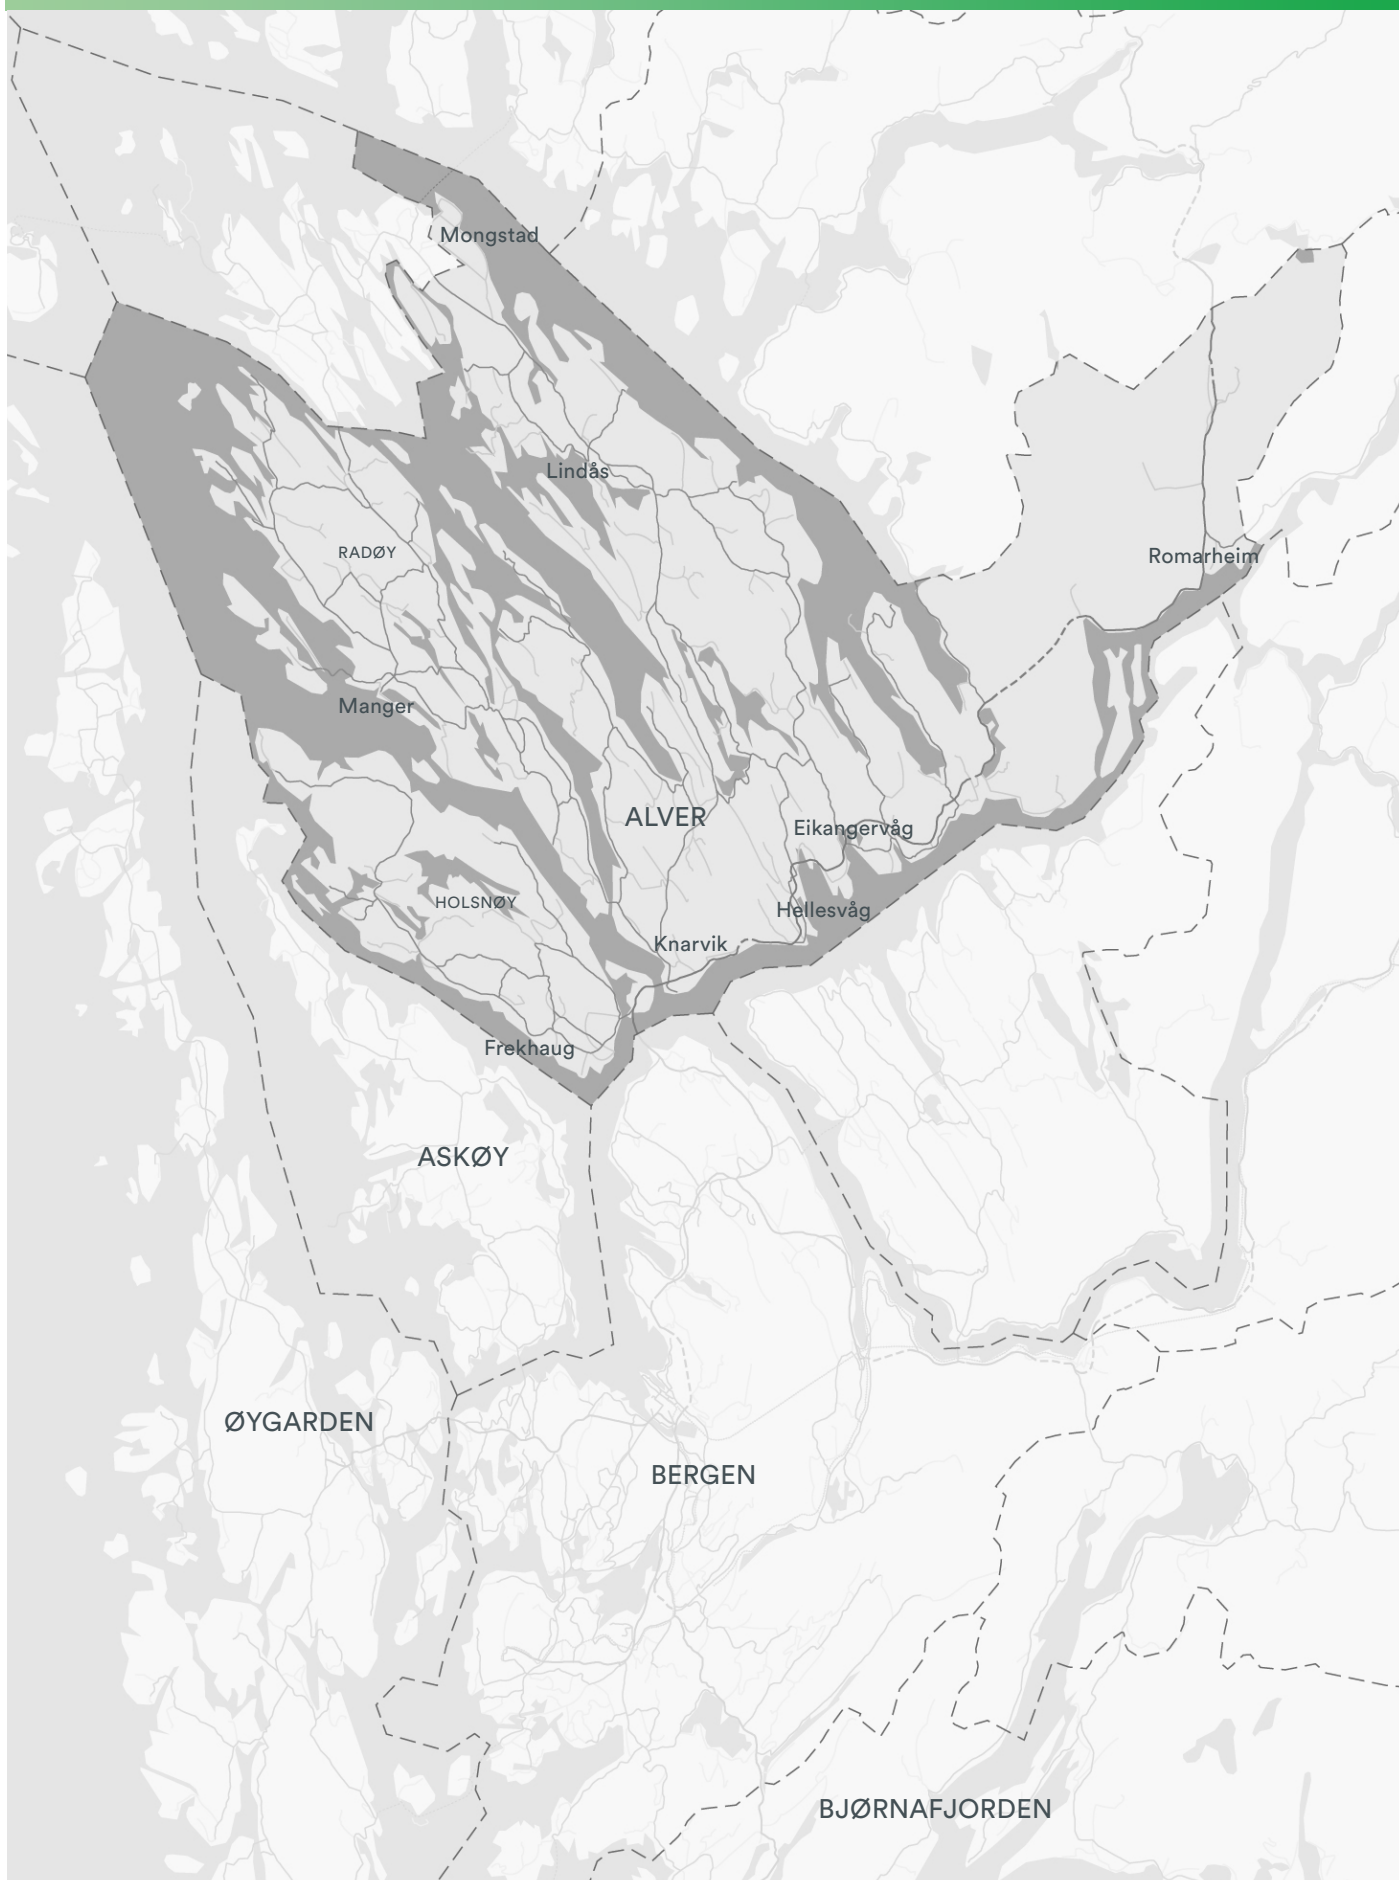 Mongstad
Lindås
RADØY
Romarheim
Manger
ALVER
Eikangervåg
HOLSNØY
Hellesvåg
Knarvik
Frekhaug
ASKØY
ØYGARDEN
BERGEN
BJØRNAFJORDEN